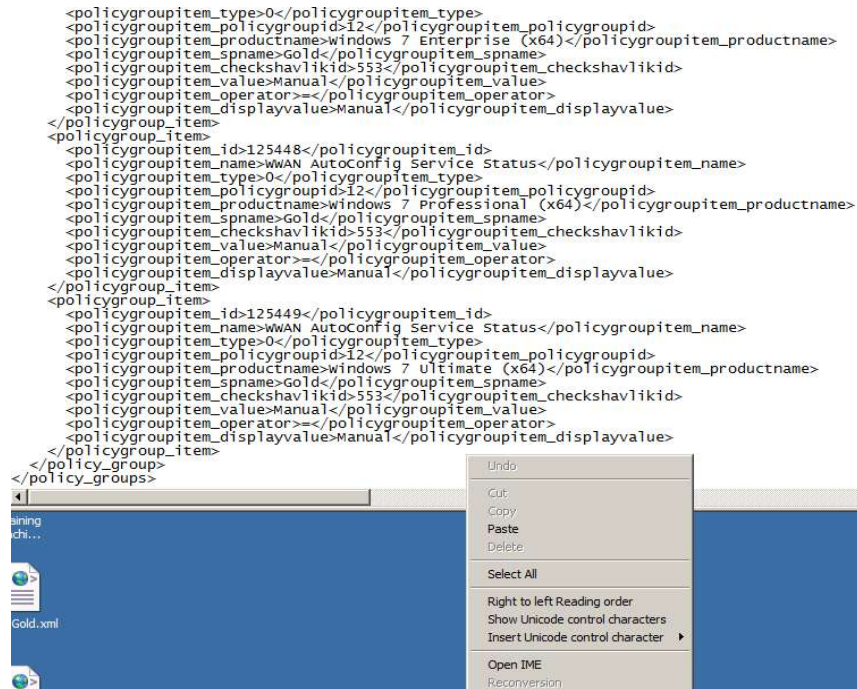 <policygroupitem_type>0</policygroupitem_type>
<policygroupitem_policygroupid>12</policygroupitem_policygroupid>
<policygroupitem_productname>Windows 7 Enterprise (x64)</policygroupitem_productname>
<policygroupitem_spname>Gold</policygroupitem_spname>
<policygroupitem_checkshavlikid>553</policygroupitem_checkshavlikid>
<policygroupitem_value>Manual</policygroupitem_value>
<policygroupitem_operator>=</policygroupitem_operator>
<policygroupitem_displayvalue>Manual</policygroupitem_displayvalue>
</policygroup_item>
<policygroup_item>
<policygroupitem_id>125448</policygroupitem_id>
<policygroupitem_name>WWAN AutoConfig Service Status</policygroupitem_name>
<policygroupitem_type>0</policygroupitem_type>
<policygroupitem_policygroupid>12</policygroupitem_policygroupid>
<policygroupitem_productname>Windows 7 Professional (x64)</policygroupitem_productname>
<policygroupitem_spname>Gold</policygroupitem_spname>
<policygroupitem_checkshavlikid>553</policygroupitem_checkshavlikid>
<policygroupitem_value>Manual</policygroupitem_value>
<policygroupitem_operator>=</policygroupitem_operator>
<policygroupitem_displayvalue>Manual</policygroupitem_displayvalue>
</policygroup_item>
<policygroup_item>
<policygroupitem_id>125449</policygroupitem_id>
<policygroupitem_name>WWAN AutoConfig Service Status</policygroupitem_name>
<policygroupitem_type>0</policygroupitem_type>
<policygroupitem_policygroupid>12</policygroupitem_policygroupid>
<policygroupitem_productname>Windows 7 Ultimate (x64)</policygroupitem_productname>
<policygroupitem_spname>Gold</policygroupitem_spname>
<policygroupitem_checkshavlikid>553</policygroupitem_checkshavlikid>
<policygroupitem_value>Manual</policygroupitem_value>
<policygroupitem_operator>=</policygroupitem_operator>
<policygroupitem_displayvalue>Manual</policygroupitem_displayvalue>
</policygroup_item>
</policy_group>
</policy_groups>
Undo
Cut
Copy
Paste
Delete
Select All
Right to left Reading order
Show Unicode control characters
Insert Unicode control character
Open IME
Reconversion
aining
chi...
Gold.xml